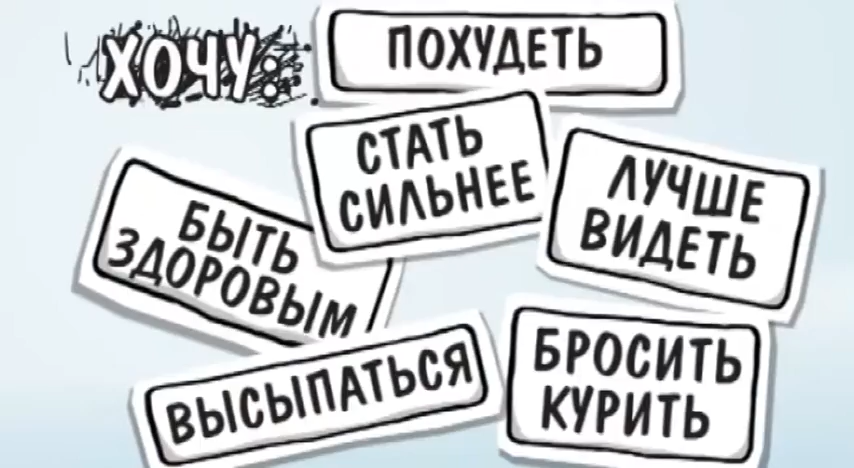 ХОЧУ:
ПОХУДЕТЬ
СТАТЬ
СИЛЬНЕЕ
ЛУЧШЕ
ВИДЕТЬ
БЫТЬ
ЗДОРОВЫМ
ВЫСЫПАТЬСЯ
БРОСИТЬ
КУРИТЬ